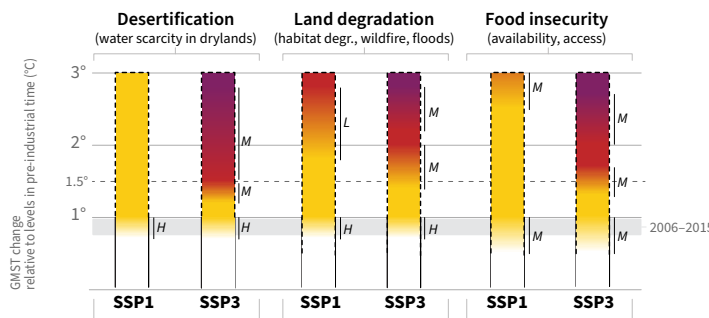 Desertification
(water scarcity in drylands)
Land degradation
(habitat degr., wildfire, floods)
Food insecurity
(availability, access)
GMST change
relative to levels in pre-industrial time (°C)
3°
2°
1.5°
1°
M
M
H
H
L
H
M
M
H
M
M
M
M
M
2006–2015
SSP1
SSP3
SSP1
SSP3
SSP1
SSP3